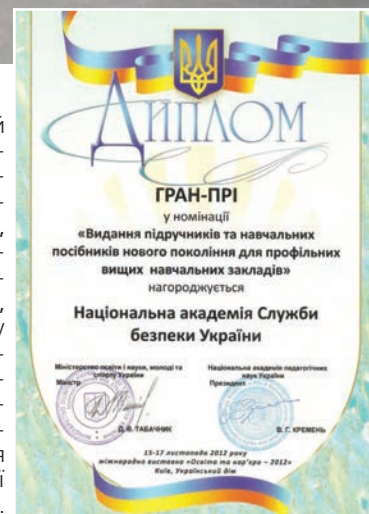 ДИПЛОМ
ГРАН-ПРІ
у номінації
«Видання підручників та навчальних
посібників нового покоління для профільних
вищих навчальних закладів»
нагороджується
Національна академія Служби
безпеки України
Міністерство освіти і науки, молоді та
спорту України
Міністр
Д. В. ТАБАЧНИК
Національна академія педагогічних
наук України
Президент
В. Г. КРЕМЕНЬ
15-17 листопада 2012 року
міжнародна виставка «Освіта та кар'єра – 2012»
Київ, Український дім